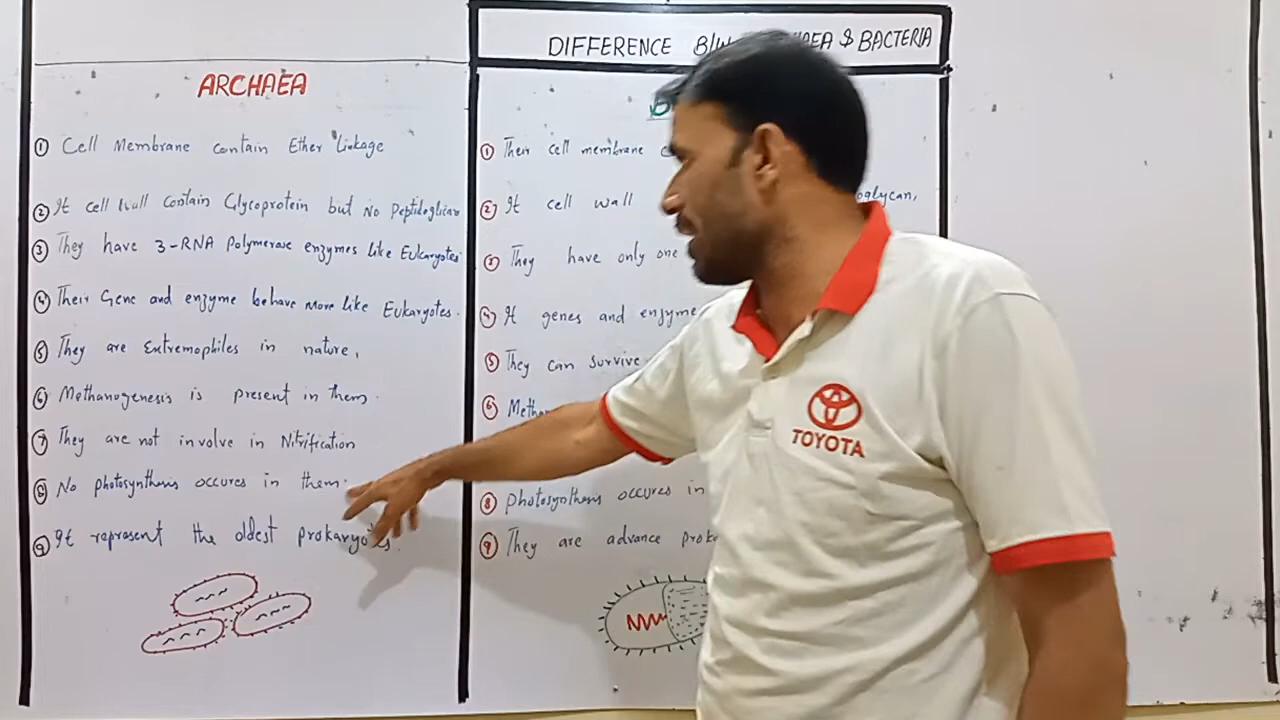 DIFFERENCE B/W & BACTERIA
ARCHAEA
① Cell Membrane contain Ether Linkage
② It cell wall contain Glycoprotein but No Peptidoglican
③ They have 3-RNA Polymerase enzymes like Eukaryotes
④ Their Gene and enzyme behave More like Eukaryotes.
⑤ They are Extremophiles in nature,
⑥ Methanogenesis is present in them.
⑦ They are not involve in Nitrification
⑧ No photosynthesis occures in them.
⑨ It represent the oldest prokaryotes.
① Their cell membrane
② It cell wall oglycan,
③ They have only one
④ It genes and enzyme
⑤ They can survive
⑥
⑧ Photosynthesis occures in
⑨ They are advance
TOYOTA